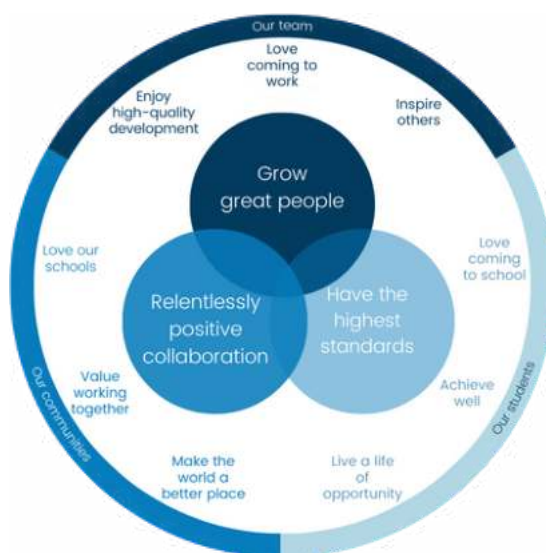 Our team
Love
coming to
work
Enjoy
high-quality
development
Inspire
others
Grow
great people
Love our
schools
Love
coming
to school
Relentlessly
positive
collaboration
Have the
highest
standards
Value
working
together
Achieve
well
Make the
world a
better place
Live a life
of
opportunity
Our communities
Our students